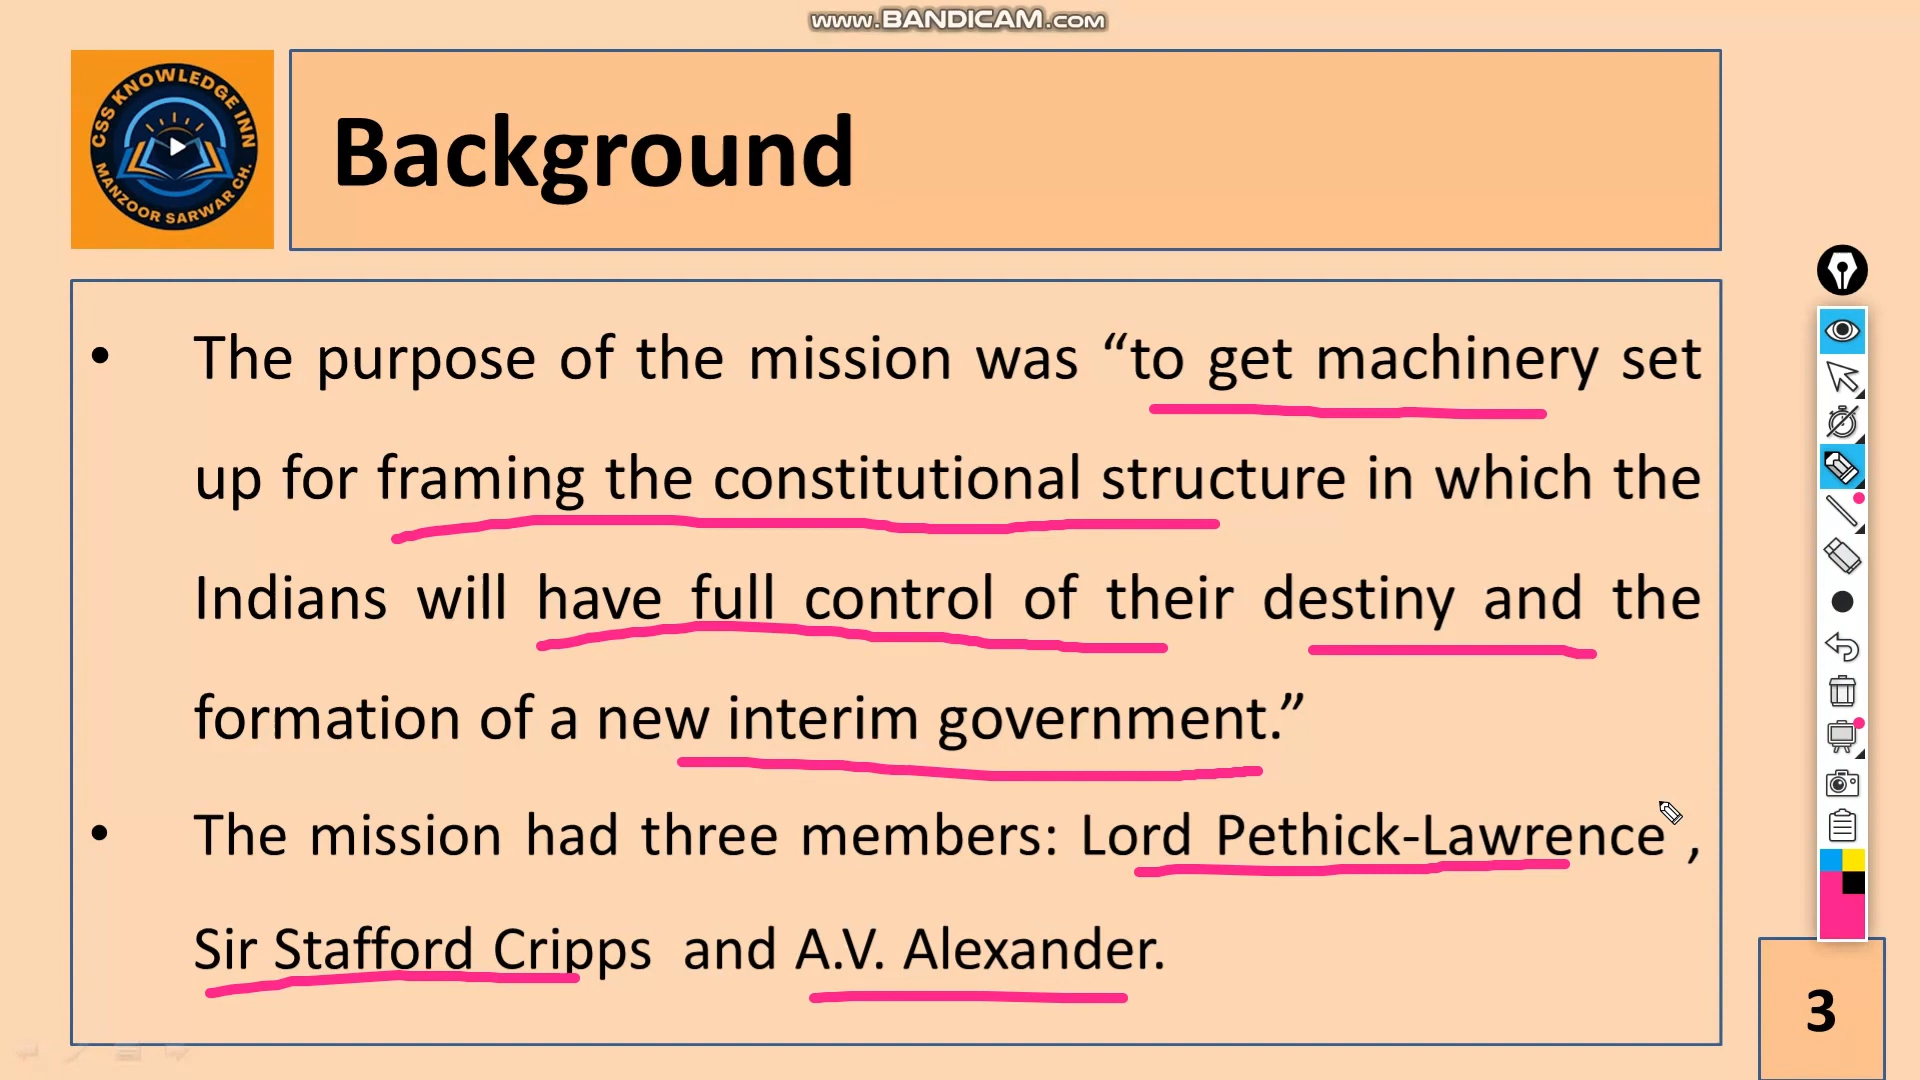 www.BANDICAM.com
CSS KNOWLEDGE INN
MANZOOR SARWAR CH.
Background
• The purpose of the mission was “to get machinery set
up for framing the constitutional structure in which the
Indians will have full control of their destiny and the
formation of a new interim government.”
• The mission had three members: Lord Pethick-Lawrence ,
Sir Stafford Cripps and A.V. Alexander.
3